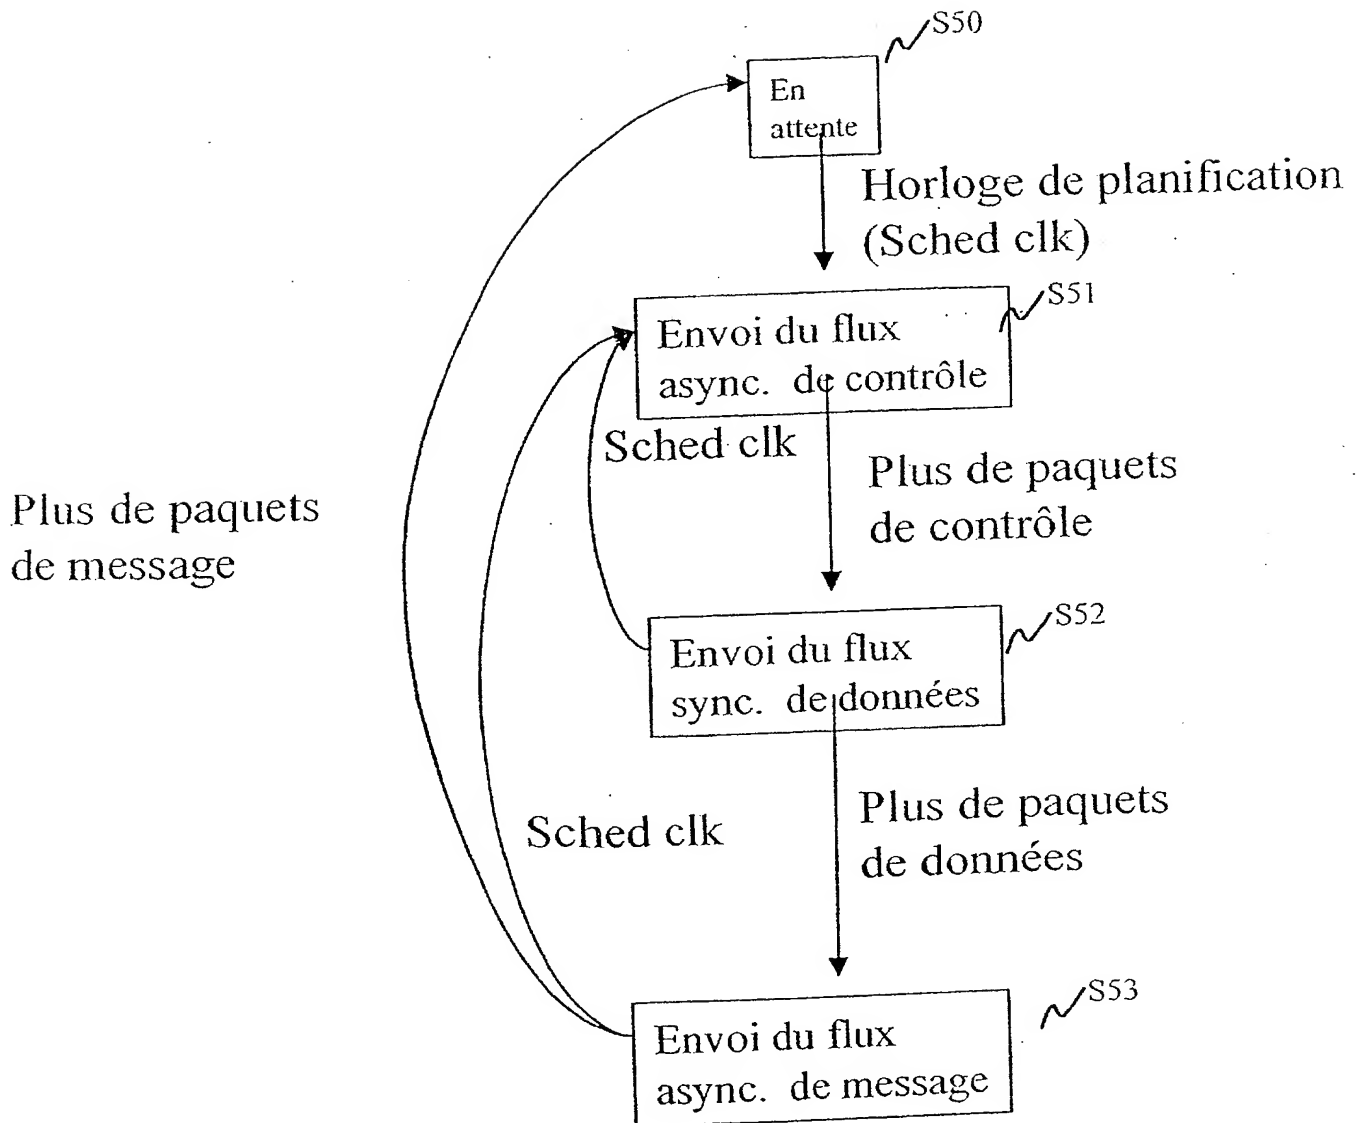 S50
En
attente
Horloge de planification
(Sched clk)
S51
Envoi du flux
async. de contrôle
Sched clk
Plus de paquets
de contrôle
Plus de paquets
de message
S52
Envoi du flux
sync. de données
Sched clk
Plus de paquets
de données
S53
Envoi du flux
async. de message